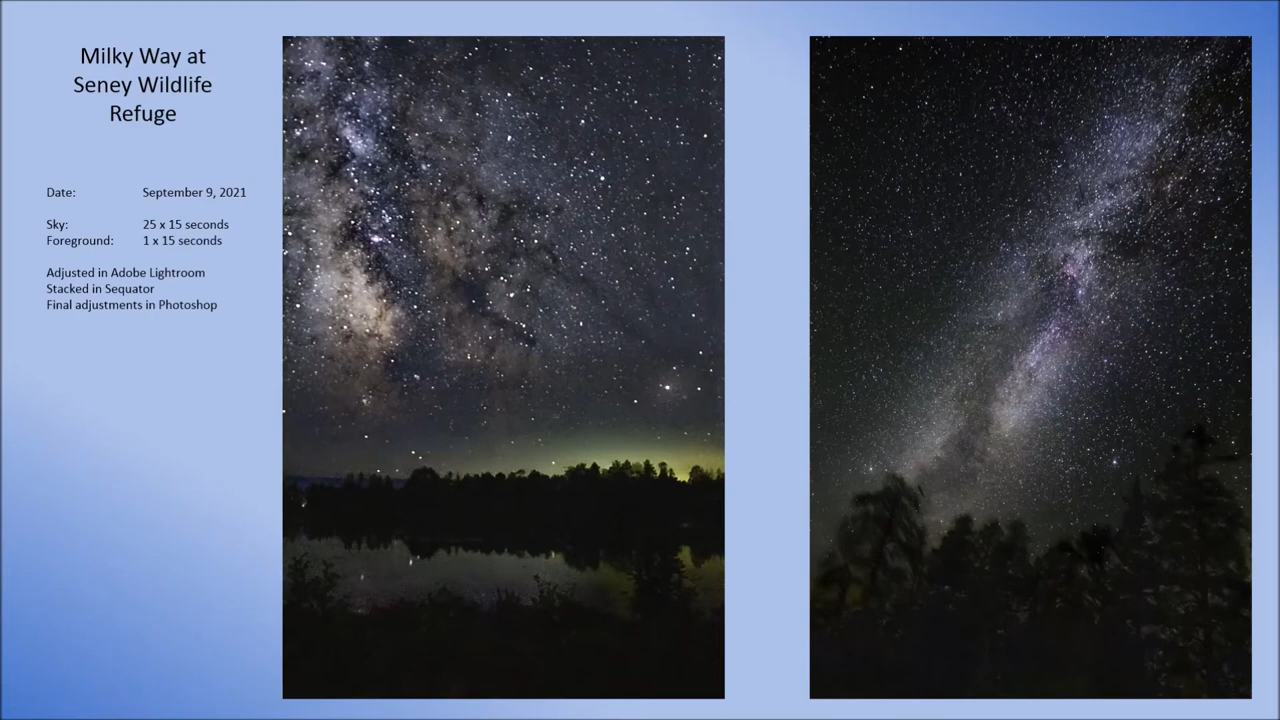 Milky Way at
Seney Wildlife
Refuge
Date: September 9, 2021
Sky: 25 x 15 seconds
Foreground: 1 x 15 seconds
Adjusted in Adobe Lightroom
Stacked in Sequator
Final adjustments in Photoshop